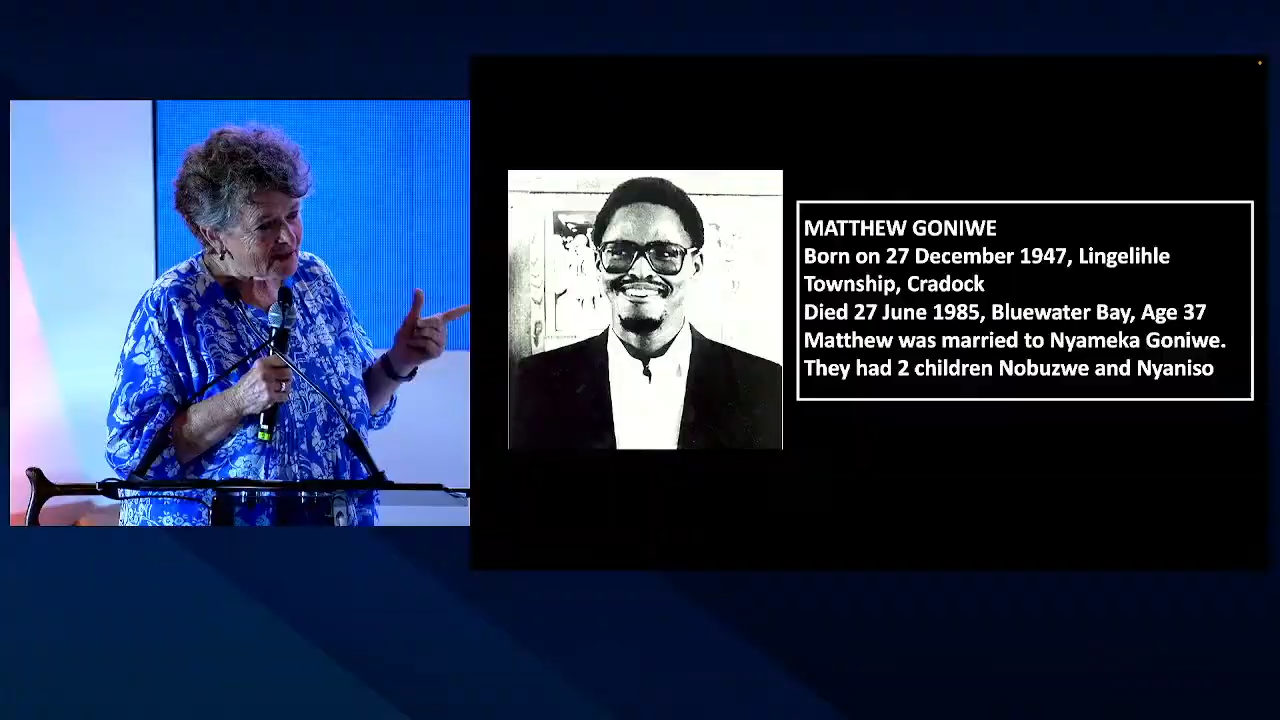 MATTHEW GONIWE
Born on 27 December 1947, Lingelihle
Township, Cradock
Died 27 June 1985, Bluewater Bay, Age 37
Matthew was married to Nyameka Goniwe.
They had 2 children Nobuzwe and Nyaniso